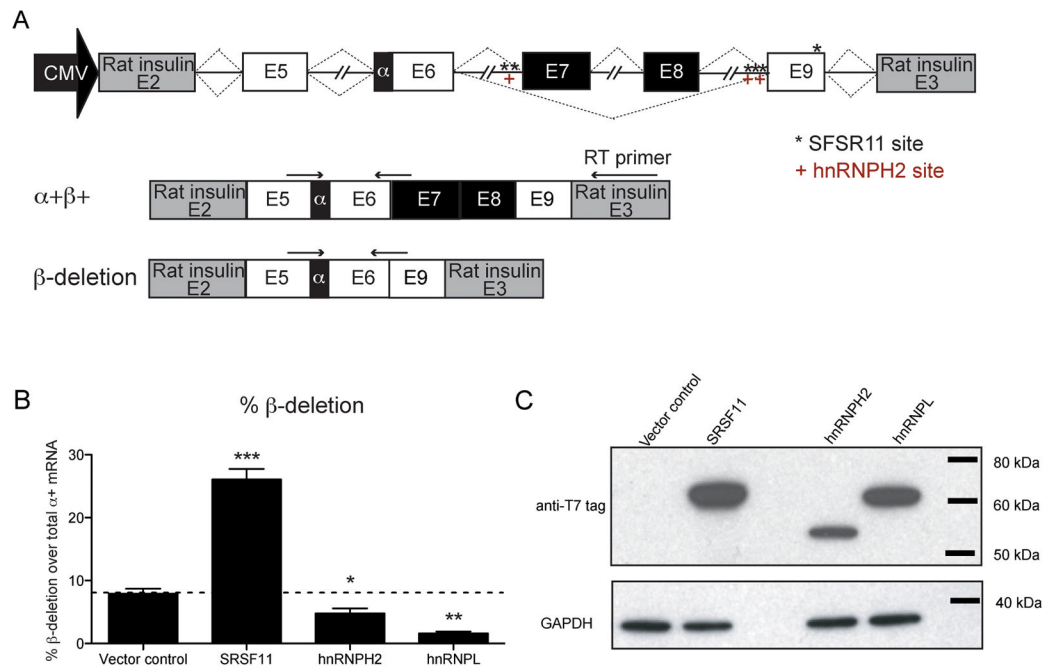 A
CMV
Rat insulin E2
E5
α
E6
**
+
E7
E8
***
++
E9
*
Rat insulin E3
* SFSR11 site
+ hnRNPH2 site
RT primer
α+β+
Rat insulin E2
E5
α
E6
E7
E8
E9
Rat insulin E3
β-deletion
Rat insulin E2
E5
α
E6
E9
Rat insulin E3
B
% β-deletion
% β-deletion over total α+ mRNA
30
20
10
0
***
*
**
Vector control
SRSF11
hnRNPH2
hnRNPL
C
Vector control
SRSF11
hnRNPH2
hnRNPL
anti-T7 tag
80 kDa
60 kDa
50 kDa
GAPDH
40 kDa